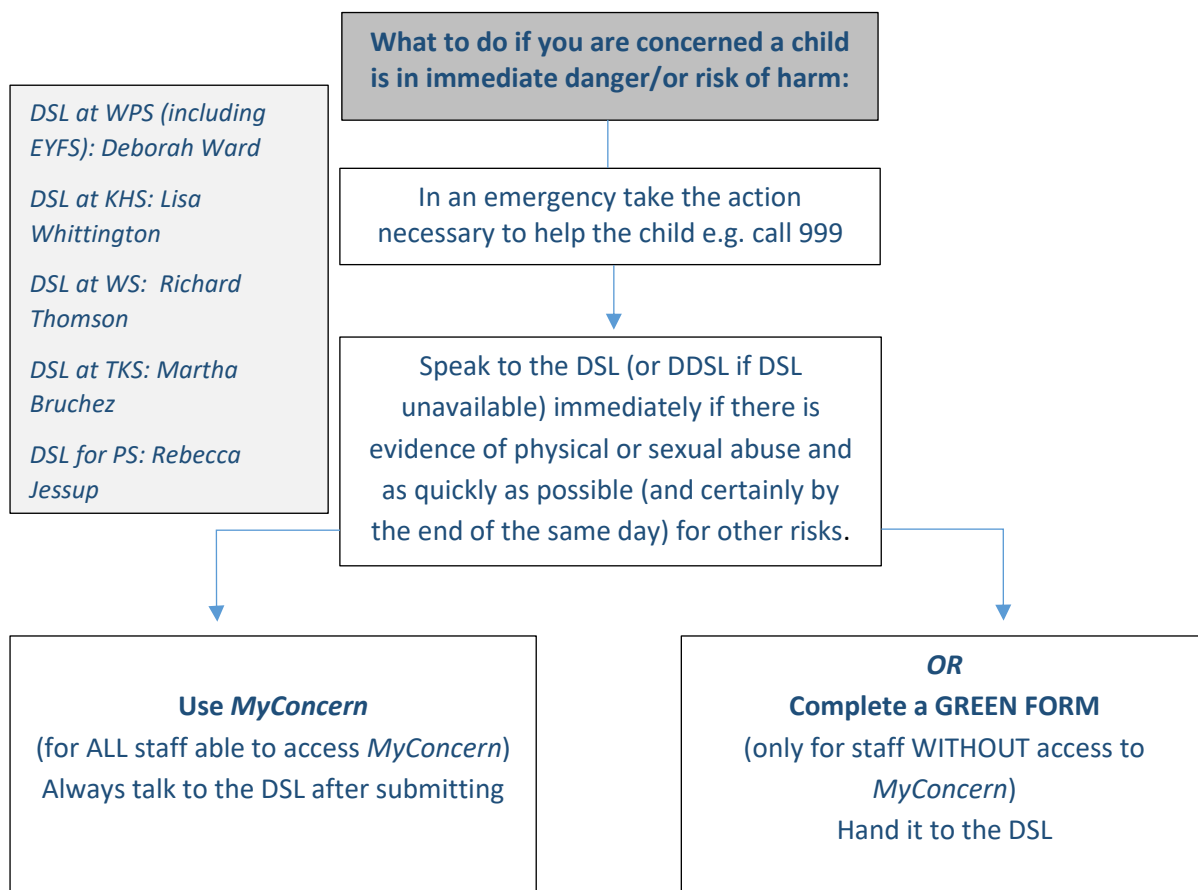 What to do if you are concerned a child
is in immediate danger/or risk of harm:
DSL at WPS (including
EYFS): Deborah Ward
DSL at KHS: Lisa
Whittington
DSL at WS: Richard
Thomson
DSL at TKS: Martha
Bruchez
DSL for PS: Rebecca
Jessup
In an emergency take the action
necessary to help the child e.g. call 999
Speak to the DSL (or DDSL if DSL
unavailable) immediately if there is
evidence of physical or sexual abuse and
as quickly as possible (and certainly by
the end of the same day) for other risks.
Use MyConcern
(for ALL staff able to access MyConcern)
Always talk to the DSL after submitting
OR
Complete a GREEN FORM
(only for staff WITHOUT access to
MyConcern)
Hand it to the DSL